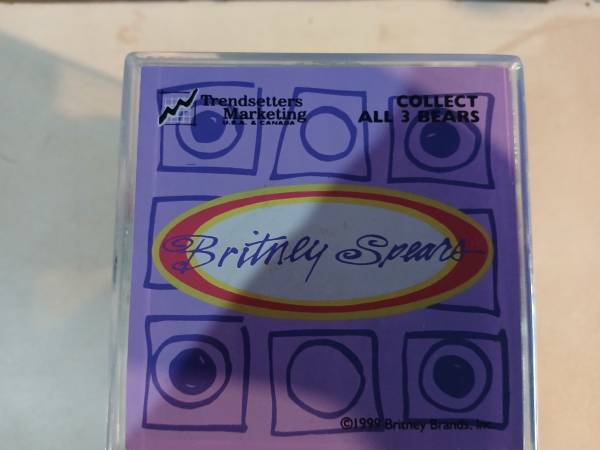 Trendsetters
Marketing
U.S.A. & CANADA
COLLECT
ALL 3 BEARS
Britney Spears
©1999 Britney Brands, Inc.